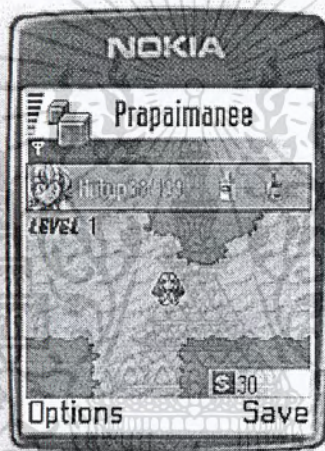 NOKIA
Prapaimanee
LEVEL 1
S 30
Options Save